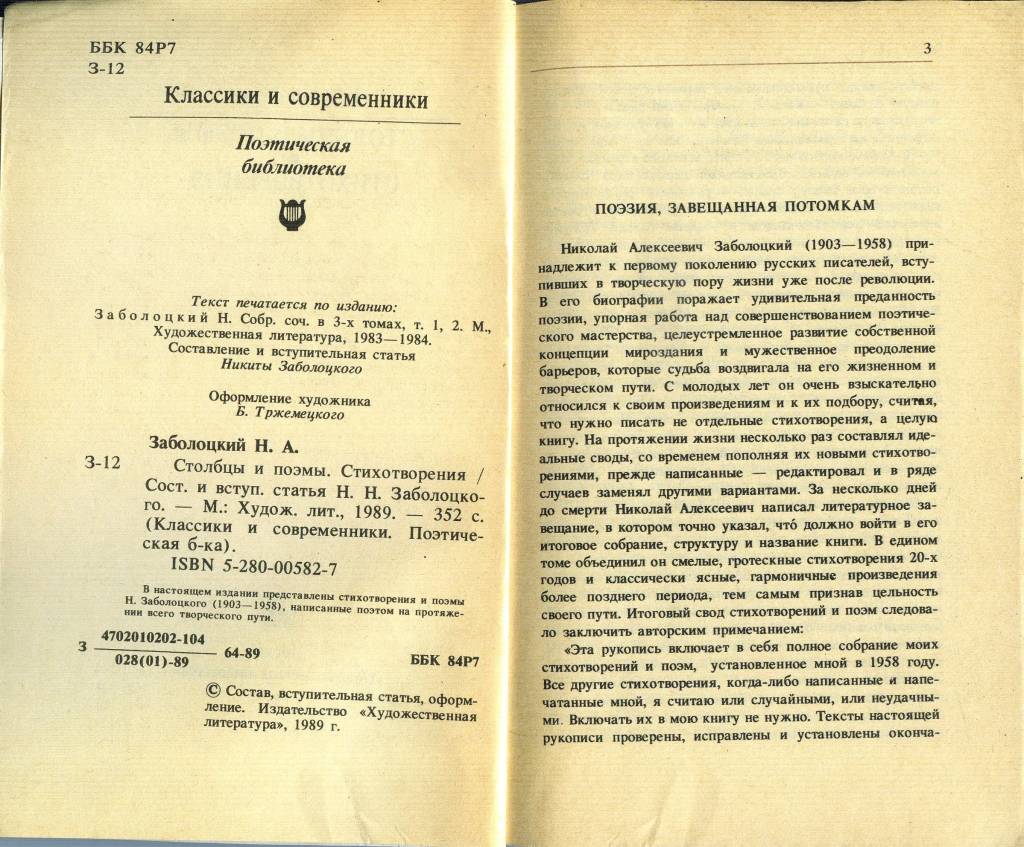 ББК 84Р7
З-12
Классики и современники
Поэтическая
библиотека
Текст печатается по изданию:
Заболоцкий Н. Собр. соч. в 3-х томах, т. 1, 2. М.,
Художественная литература, 1983—1984.
Составление и вступительная статья
Никиты Заболоцкого
Оформление художника
Б. Тржемецкого
Заболоцкий Н. А.
З-12 Столбцы и поэмы. Стихотворения /
Сост. и вступ. статья Н. Н. Заболоцко-
го. — М.: Худож. лит., 1989. — 352 с.
(Классики и современники. Поэтиче-
ская б-ка).
ISBN 5-280-00582-7
В настоящем издании представлены стихотворения и поэмы
Н. Заболоцкого (1903—1958), написанные поэтом на протяже-
нии всего творческого пути.
4702010202-104
З 64-89
028(01)-89
ББК 84Р7
© Состав, вступительная статья, оформ-
ление. Издательство «Художественная
литература», 1989 г.
3
ПОЭЗИЯ, ЗАВЕЩАННАЯ ПОТОМКАМ
Николай Алексеевич Заболоцкий (1903—1958) при-
надлежит к первому поколению русских писателей, всту-
пивших в творческую пору жизни уже после революции.
В его биографии поражает удивительная преданность
поэзии, упорная работа над совершенствованием поэтиче-
ского мастерства, целеустремленное развитие собственной
концепции мироздания и мужественное преодоление
барьеров, которые судьба воздвигала на его жизненном и
творческом пути. С молодых лет он очень взыскательно
относился к своим произведениям и к их подбору, считая,
что нужно писать не отдельные стихотворения, а целую
книгу. На протяжении жизни несколько раз составлял иде-
альные своды, со временем пополняя их новыми стихотво-
рениями, прежде написанные — редактировал и в ряде
случаев заменял другими вариантами. За несколько дней
до смерти Николай Алексеевич написал литературное за-
вещание, в котором точно указал, что́ должно войти в его
итоговое собрание, структуру и название книги. В едином
томе объединил он смелые, гротескные стихотворения 20-х
годов и классически ясные, гармоничные произведения
более позднего периода, тем самым признав цельность
своего пути. Итоговый свод стихотворений и поэм следова-
ло заключить авторским примечанием:
«Эта рукопись включает в себя полное собрание моих
стихотворений и поэм, установленное мной в 1958 году.
Все другие стихотворения, когда-либо написанные и напе-
чатанные мной, я считаю или случайными, или неудачны-
ми. Включать их в мою книгу не нужно. Тексты настоящей
рукописи проверены, исправлены и установлены оконча-